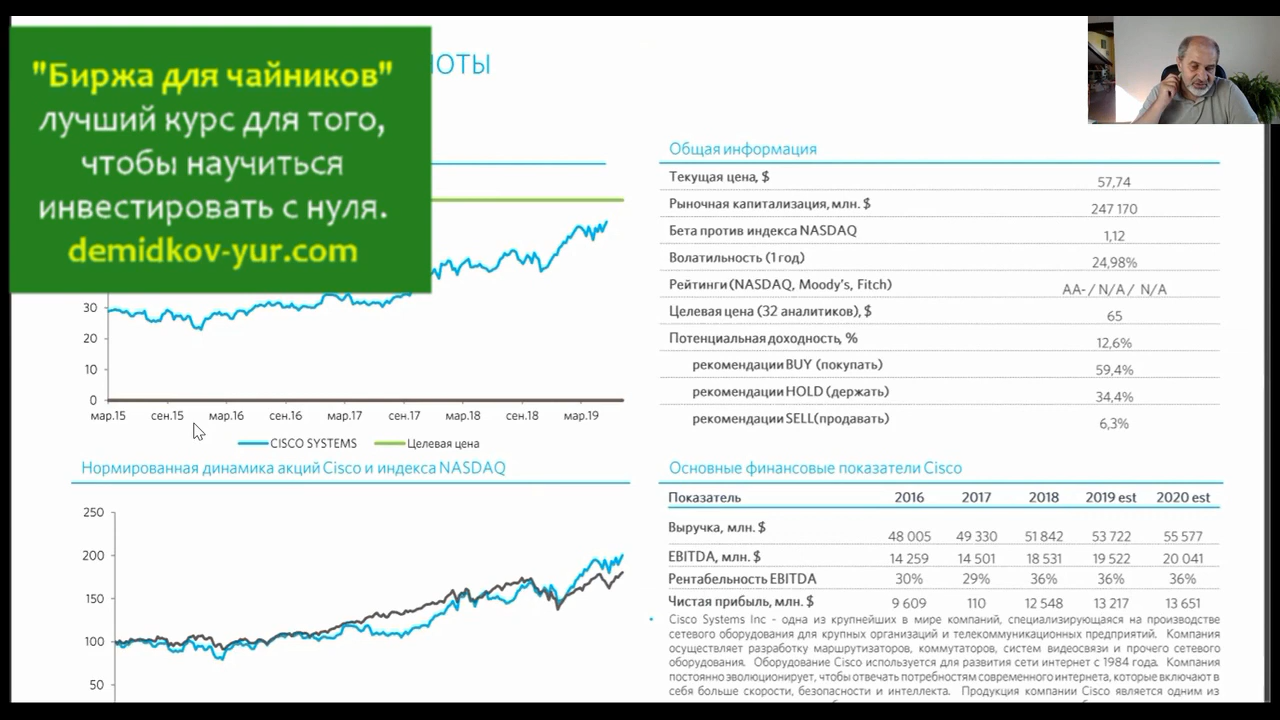 "Биржа для чайников"
лучший курс для того,
чтобы научиться
инвестировать с нуля.
demidkov-yur.com
30
20
10
0
мар.15 сен.15 мар.16 сен.16 мар.17 сен.17 мар.18 сен.18 мар.19
CISCO SYSTEMS Целевая цена
Нормированная динамика акций Cisco и индекса NASDAQ
250
200
150
100
50
Общая информация
Текущая цена, $ 57,74
Рыночная капитализация, млн. $ 247 170
Бета против индекса NASDAQ 1,12
Волатильность (1 год) 24,98%
Рейтинги (NASDAQ, Moody's, Fitch) AA- / N/A / N/A
Целевая цена (32 аналитиков), $ 65
Потенциальная доходность, % 12,6%
рекомендации BUY (покупать) 59,4%
рекомендации HOLD (держать) 34,4%
рекомендации SELL(продавать) 6,3%
Основные финансовые показатели Cisco
Показатель 2016 2017 2018 2019 est 2020 est
Выручка, млн. $ 48 005 49 330 51 842 53 722 55 577
EBITDA, млн. $ 14 259 14 501 18 531 19 522 20 041
Рентабельность EBITDA 30% 29% 36% 36% 36%
Чистая прибыль, млн. $ 9 609 110 12 548 13 217 13 651
Cisco Systems Inc - одна из крупнейших в мире компаний, специализирующаяся на производстве
сетевого оборудования для крупных организаций и телекоммуникационных предприятий. Компания
осуществляет разработку маршрутизаторов, коммутаторов, систем видеосвязи и прочего сетевого
оборудования. Оборудование Cisco используется для развития сети интернет с 1984 года. Компания
постоянно эволюционирует, чтобы отвечать потребностям современного интернета, которые включают в
себя больше скорости, безопасности и интеллекта. Продукция компании Cisco является одним из